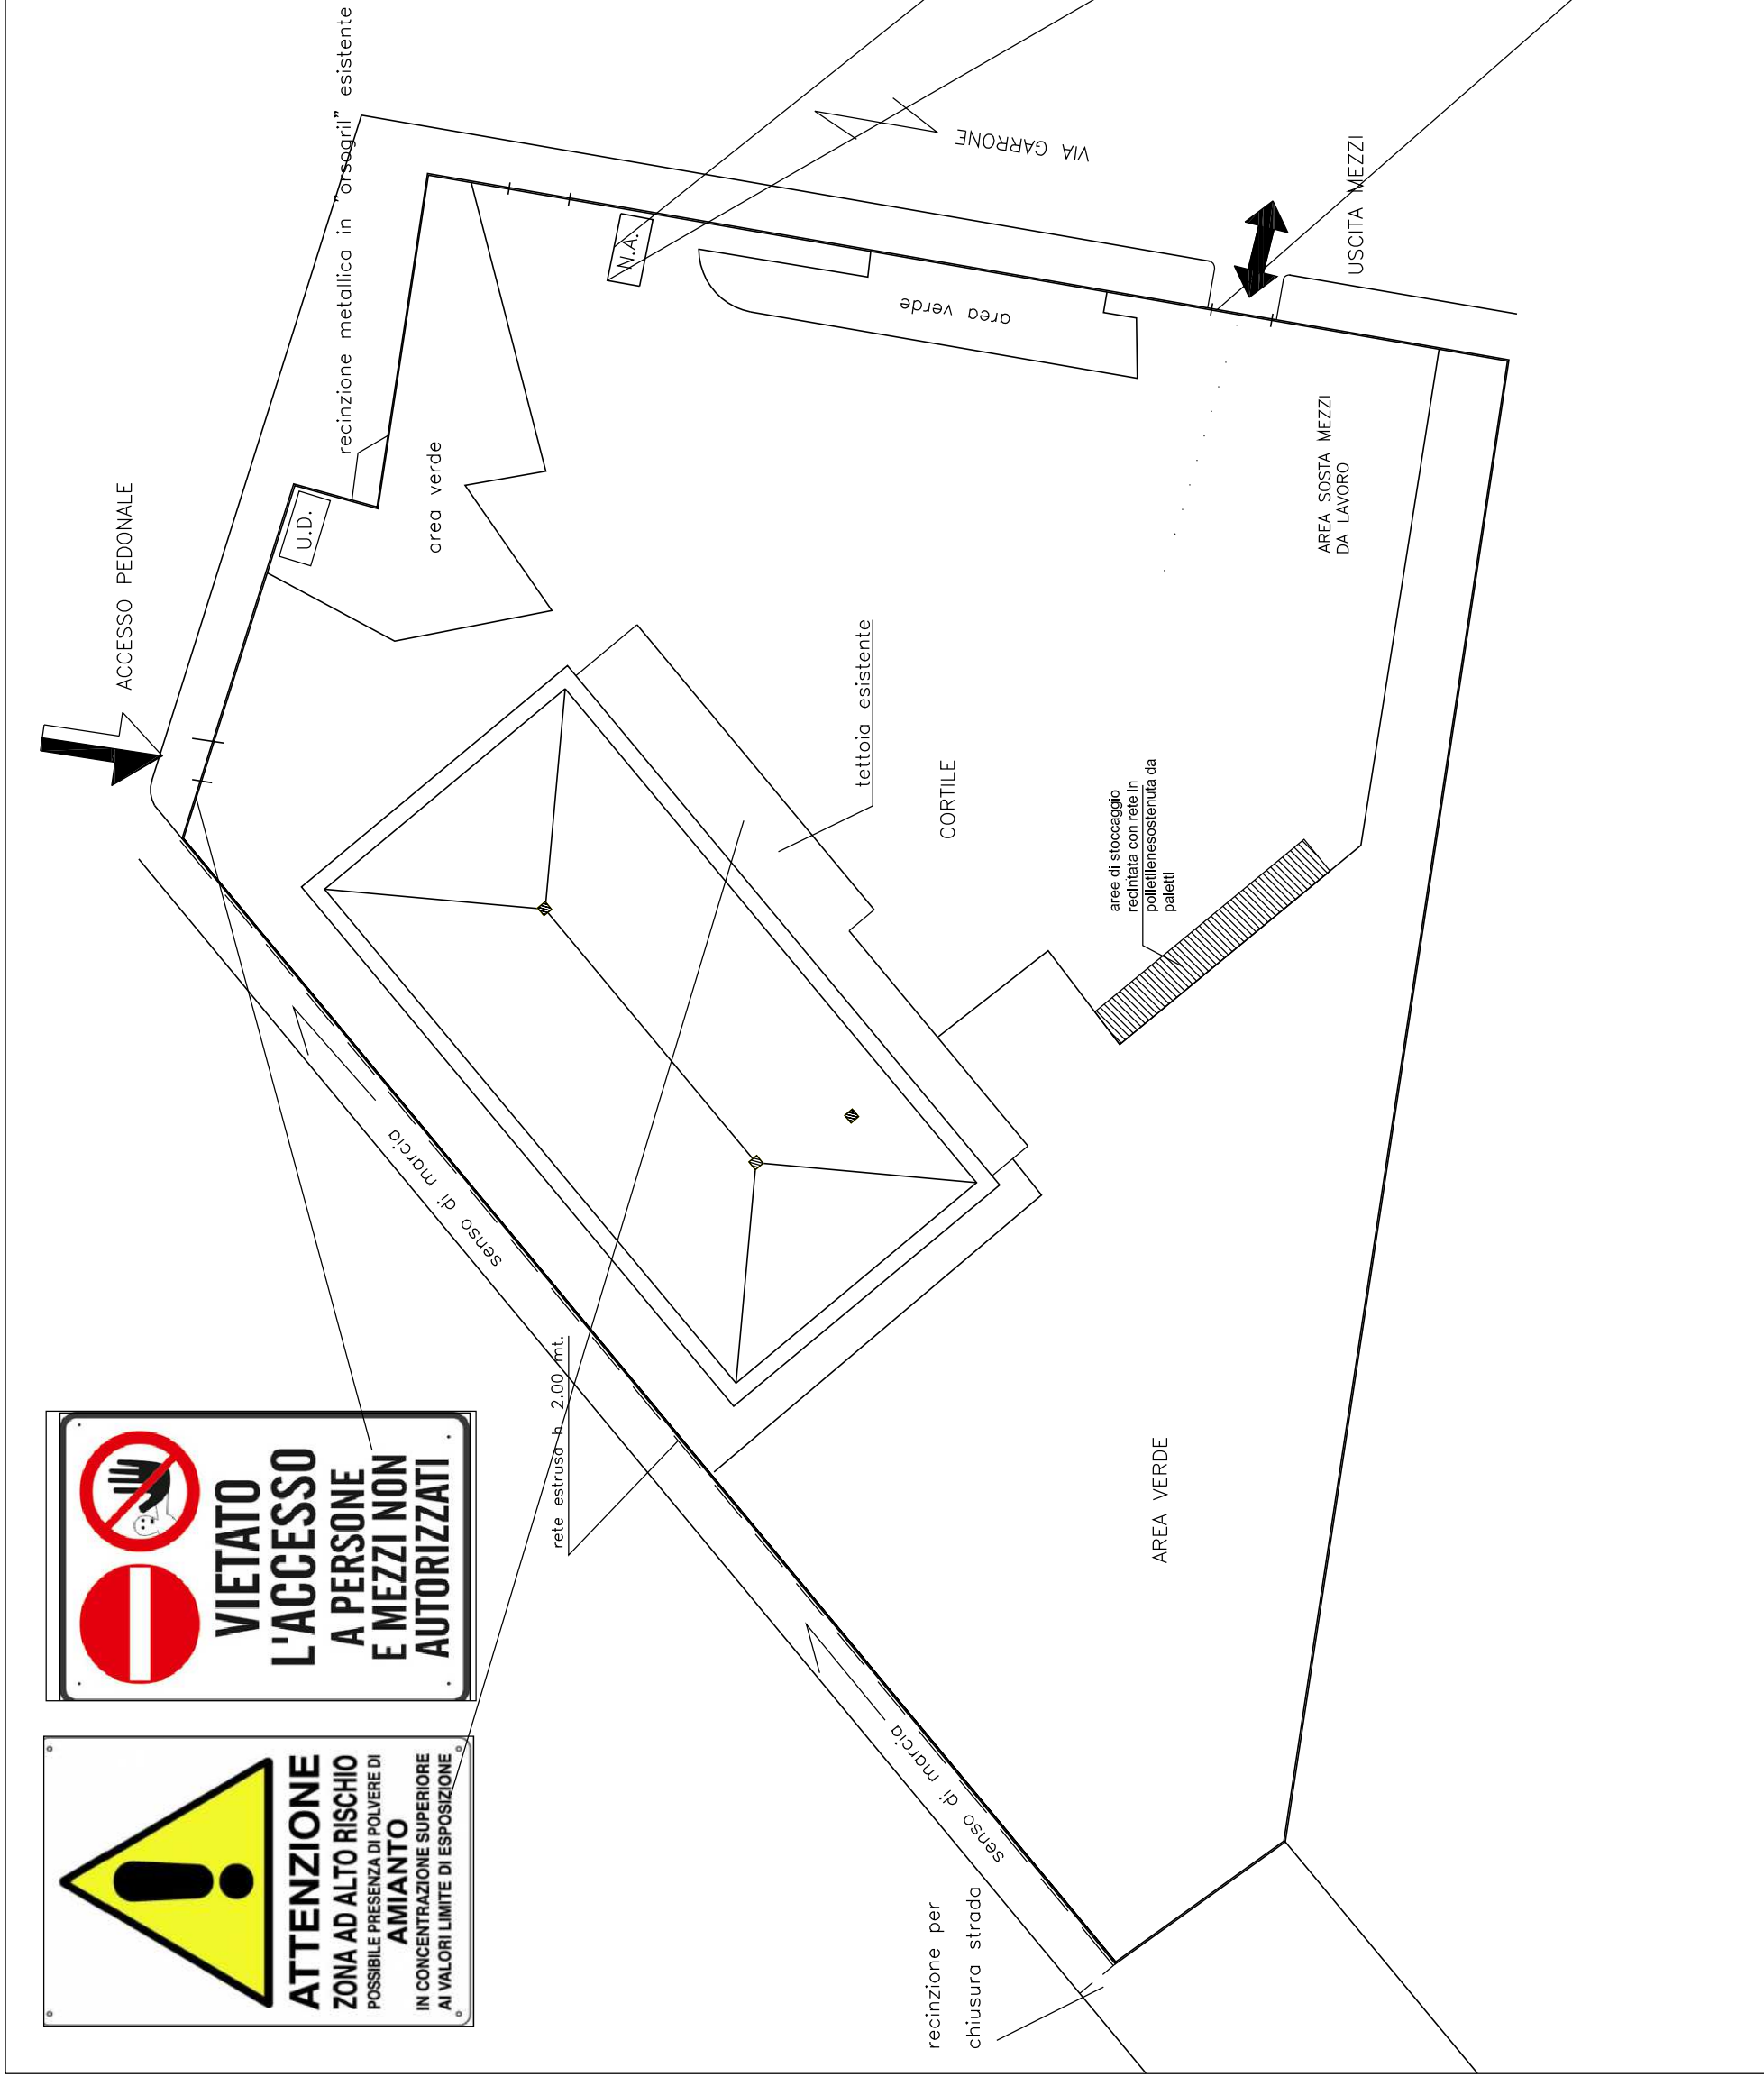 ATTENZIONE
ZONA AD ALTO RISCHIO
POSSIBILE PRESENZA DI POLVERE DI
AMIANTO
IN CONCENTRAZIONE SUPERIORE
AI VALORI LIMITE DI ESPOSIZIONE
VIETATO
L'ACCESSO
A PERSONE
E MEZZI NON
AUTORIZZATI
ACCESSO PEDONALE
recinzione metallica in "orsogril" esistente
U.D.
area verde
N.A.
VIA GARRONE
area verde
USCITA MEZZI
AREA SOSTA MEZZI
DA LAVORO
tettoia esistente
CORTILE
aree di stoccaggio
recintata con rete in
polietilenesostenuta da
paletti
senso di marcia
rete estrusa h. 2.00 mt.
AREA VERDE
senso di marcia
recinzione per
chiusura strada